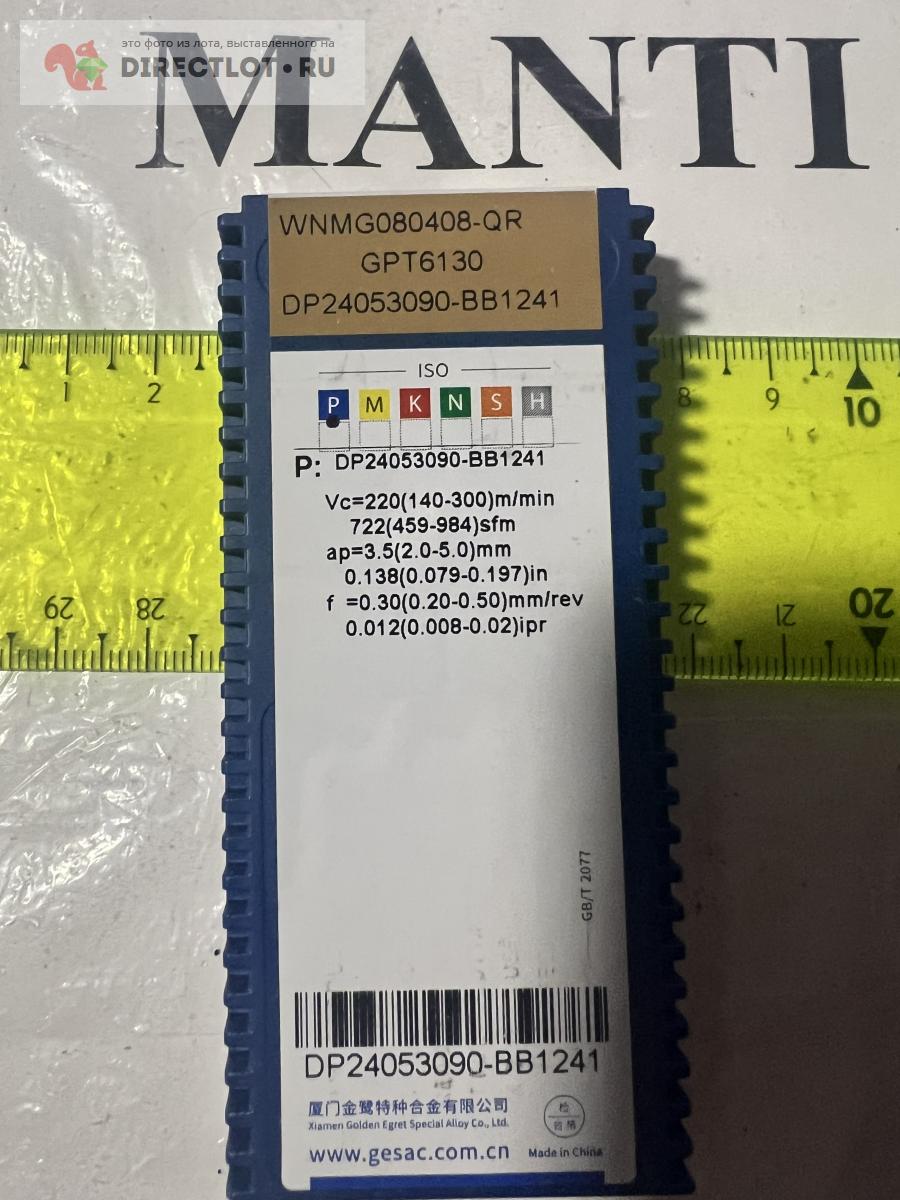 это фото из лота, выставленного на
DIRECTLOT.RU
MANTI
WNMG080408-QR
GPT6130
DP24053090-BB1241
ISO
P M K N S H
P: DP24053090-BB1241
Vc=220(140-300)m/min
722(459-984)sfm
ap=3.5(2.0-5.0)mm
0.138(0.079-0.197)in
f =0.30(0.20-0.50)mm/rev
0.012(0.008-0.02)ipr
1 2 8 9 10
29 28 22 21 20
GB/T 2077
DP24053090-BB1241
厦门金鹭特种合金有限公司
Xiamen Golden Egret Special Alloy Co., Ltd.
www.gesac.com.cn
检
Made in China